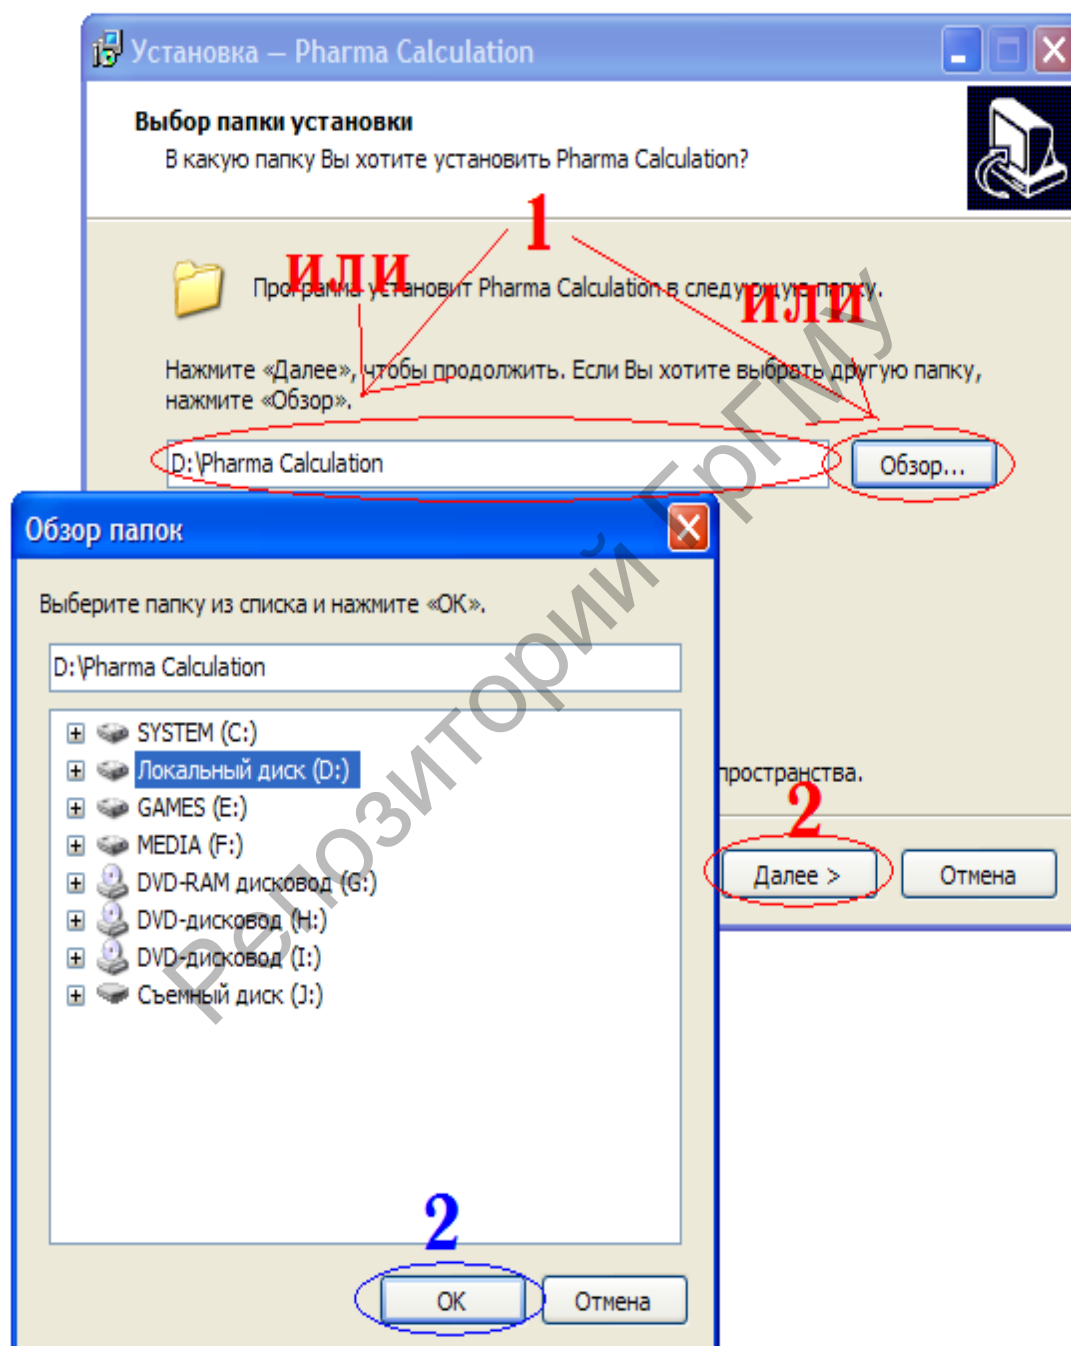 Установка – Pharma Calculation
Выбор папки установки
В какую папку Вы хотите установить Pharma Calculation?
1
или
или
Программа установит Pharma Calculation в следующую папку.
Нажмите «Далее», чтобы продолжить. Если Вы хотите выбрать другую папку,
нажмите «Обзор».
D:\Pharma Calculation
Обзор...
Обзор папок
Выберите папку из списка и нажмите «ОК».
D:\Pharma Calculation
SYSTEM (C:)
Локальный диск (D:)
GAMES (E:)
MEDIA (F:)
DVD-RAM дисковод (G:)
DVD-дисковод (H:)
DVD-дисковод (I:)
Съемный диск (J:)
пространства.
2
Далее >
Отмена
2
ОК
Отмена
Репозиторий ГрГМУ